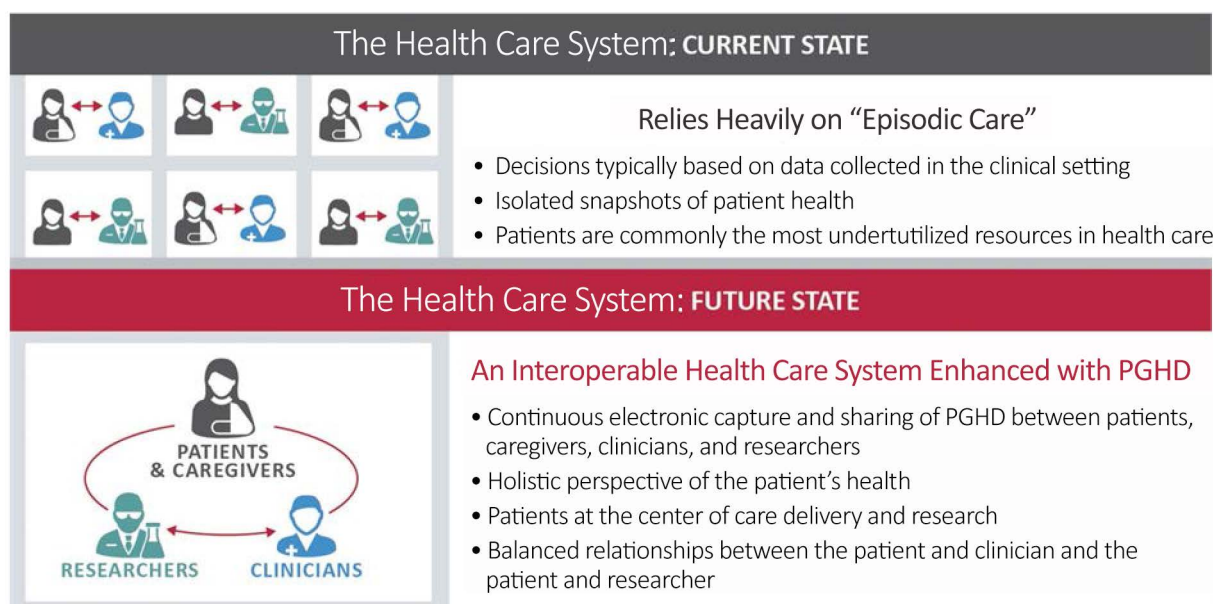 The Health Care System: CURRENT STATE
Relies Heavily on “Episodic Care”
• Decisions typically based on data collected in the clinical setting
• Isolated snapshots of patient health
• Patients are commonly the most undertutilized resources in health care
The Health Care System: FUTURE STATE
PATIENTS
& CAREGIVERS
RESEARCHERS
CLINICIANS
An Interoperable Health Care System Enhanced with PGHD
• Continuous electronic capture and sharing of PGHD between patients,
caregivers, clinicians, and researchers
• Holistic perspective of the patient’s health
• Patients at the center of care delivery and research
• Balanced relationships between the patient and clinician and the
patient and researcher